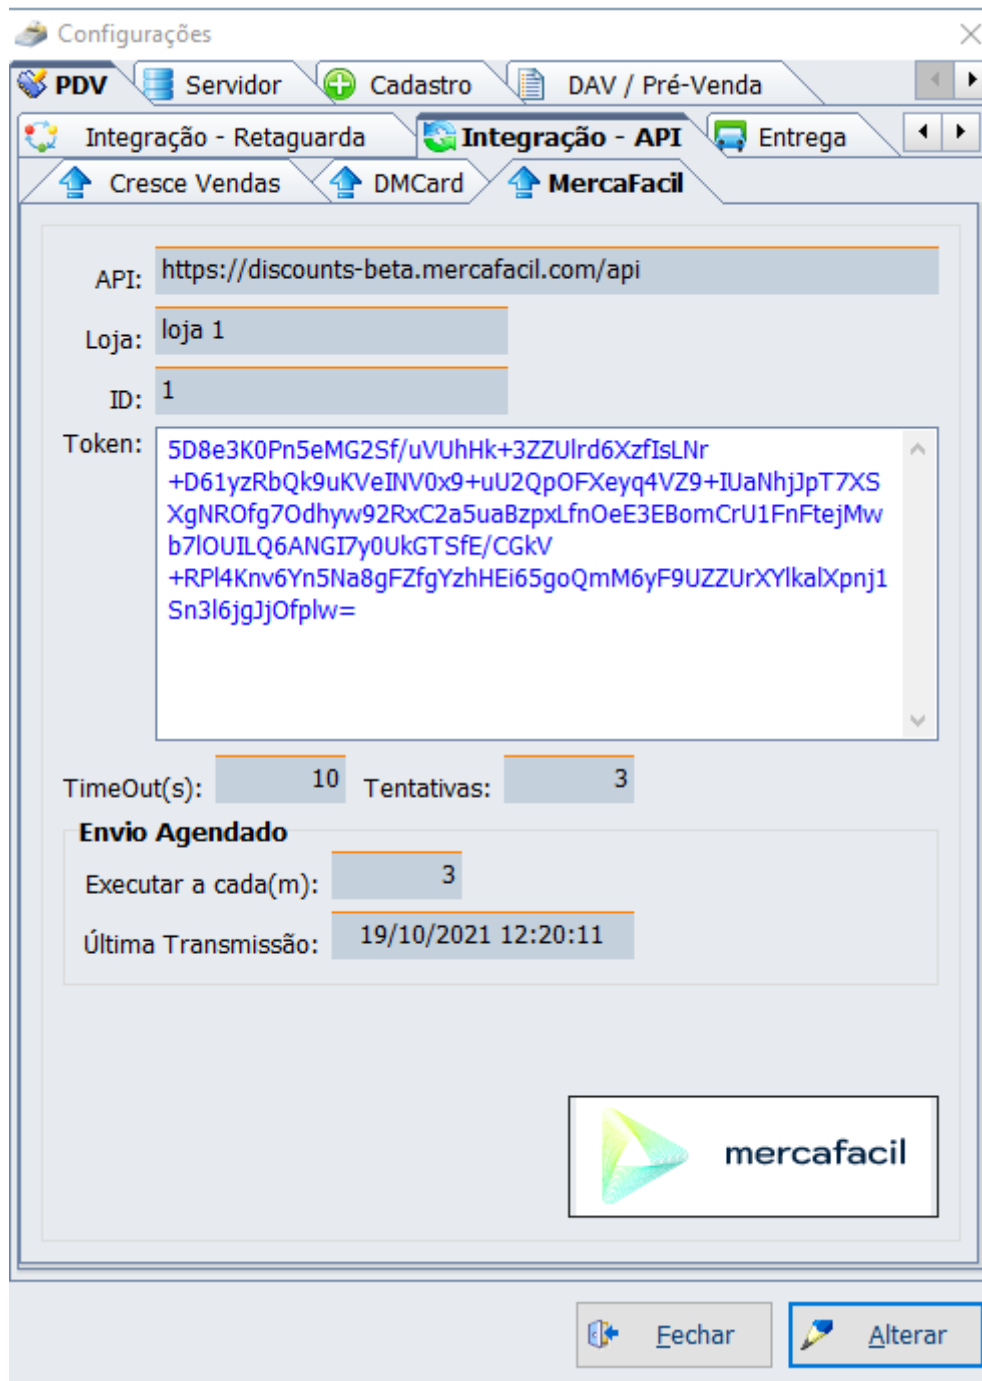 Configurações
PDV Servidor Cadastro DAV / Pré-Venda
Integração - Retaguarda Integração - API Entrega
Cresce Vendas DMCard MercaFacil
API: https://discounts-beta.mercafacil.com/api
Loja: loja 1
ID: 1
Token: 5D8e3K0Pn5eMG2Sf/uVUhHk+3ZZUlrd6XzfIsLNr
+D61yzRbQk9uKVeINV0x9+uU2QpOFXeyq4VZ9+IUaNhjJpT7XS
XgNROfg7Odhyw92RxC2a5uaBzpxLfnOeE3EBomCrU1FnFtejMw
b7lOUILQ6ANGI7y0UkGTSfE/CGkV
+RPl4Knv6Yn5Na8gFZfgYzhHEi65goQmM6yF9UZZUrXYlkalXpnj1
Sn3l6jgJjOfplw=
TimeOut(s): 10 Tentativas: 3
Envio Agendado
Executar a cada(m): 3
Última Transmissão: 19/10/2021 12:20:11
mercafacil
Fechar Alterar